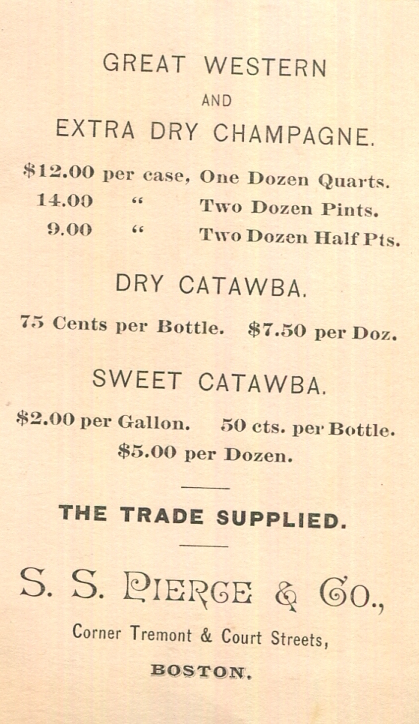 GREAT WESTERN
AND
EXTRA DRY CHAMPAGNE.
$12.00 per case, One Dozen Quarts.
14.00 “ Two Dozen Pints.
9.00 “ Two Dozen Half Pts.
DRY CATAWBA.
75 Cents per Bottle. $7.50 per Doz.
SWEET CATAWBA.
$2.00 per Gallon. 50 cts. per Bottle.
$5.00 per Dozen.
THE TRADE SUPPLIED.
S. S. PIERCE & CO.,
Corner Tremont & Court Streets,
BOSTON.